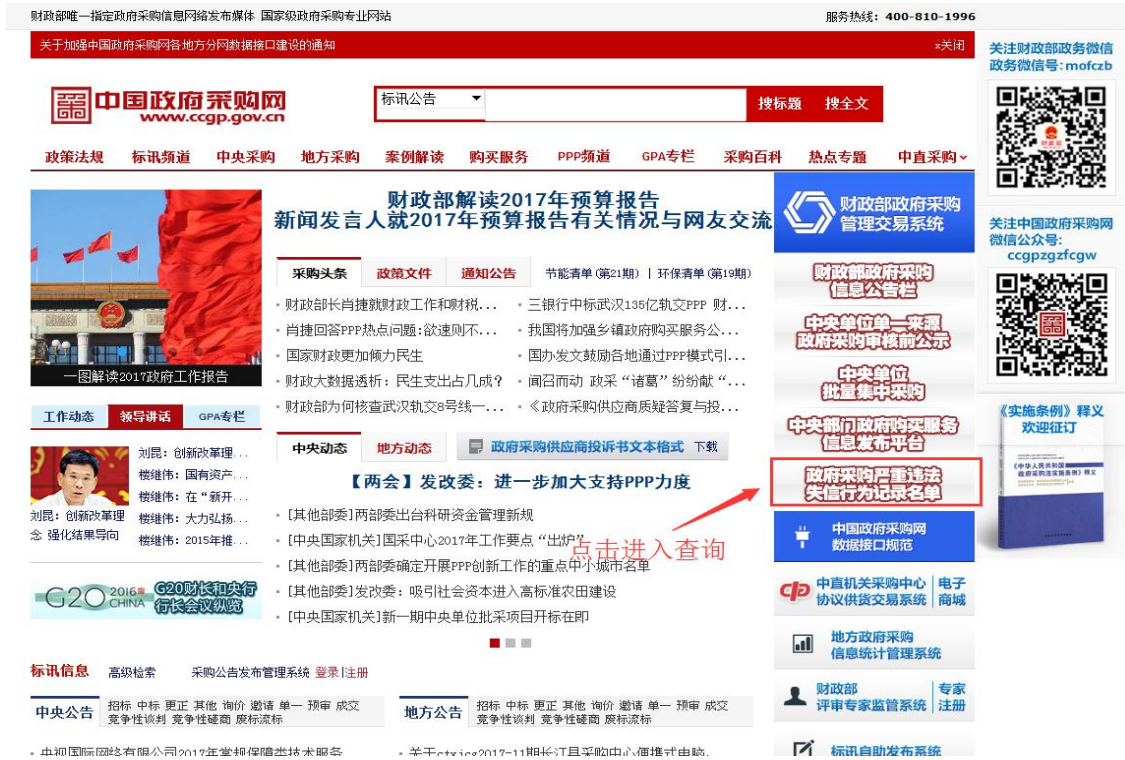 财政部唯一指定政府采购信息网络发布媒体 国家级政府采购专业网站
服务热线：400-810-1996
关于加强中国政府采购网各地方分网数据接口建设的通知
×关闭
中国政府采购网
www.ccgp.gov.cn
标讯公告
搜标题 搜全文
政策法规 标讯频道 中央采购 地方采购 案例解读 购买服务 PPP频道 GPA专栏 采购百科 热点专题 中直采购
关注财政部政务微信
政务微信号:mofczb
关注中国政府采购网
微信公众号:
ccgpzgzfcgw
《实施条例》释义
欢迎征订
一图解读2017政府工作报告
财政部解读2017年预算报告
新闻发言人就2017年预算报告有关情况与网友交流
采购头条 政策文件 通知公告 节能清单(第21期) | 环保清单(第19期)
财政部长肖捷就财政工作和财税...
三银行中标武汉135亿轨交PPP 财...
肖捷回答PPP热点问题:欲速则不...
我国将加强乡镇政府购买服务公...
国家财政更加倾力民生
国办发文鼓励各地通过PPP模式引...
财政大数据透析：民生支出占几成？
闻召而动 政采“诸葛”纷纷献“...
财政部为何核查武汉轨交8号线一...
《政府采购供应商质疑答复与投...
工作动态 领导讲话 GPA专栏
刘昆：创新改革理...
楼继伟：国有资产...
楼继伟：在“新开...
楼继伟：大力弘扬...
楼继伟：2015年推...
刘昆：创新改革理
念 强化结果导向
中央动态 地方动态 政府采购供应商投诉书文本格式 下载
【两会】发改委：进一步加大支持PPP力度
[其他部委]两部委出台科研资金管理新规
[中央国家机关]国采中心2017年工作要点“出炉”
[其他部委]两部委确定开展PPP创新工作的重点中小城市名单
[其他部委]发改委：吸引社会资本进入高标准农田建设
[中央国家机关]新一期中央单位批采项目开标在即
点击进入查询
G20 2016 CHINA G20财长和央行
行长会议纵览
财政部政府采购
管理交易系统
财政部政府采购
信息公告栏
中央单位单一来源
政府采购审核前公示
中央单位
批量集中采购
中央部门政府购买服务
信息发布平台
政府采购严重违法
失信行为记录名单
中国政府采购网
数据接口规范
中直机关采购中心 电子
协议供货交易系统 商城
地方政府采购
信息统计管理系统
财政部 专家
评审专家监管系统 注册
标讯自助发布系统
标讯信息 高级检索 采购公告发布管理系统 登录|注册
中央公告 招标 中标 更正 其他 询价 邀请 单一 预审 成交
竞争性谈判 竞争性磋商 废标流标
地方公告 招标 中标 更正 其他 询价 邀请 单一 预审 成交
竞争性谈判 竞争性磋商 废标流标
央视国际网络有限公司2017年常规保障类技术服务